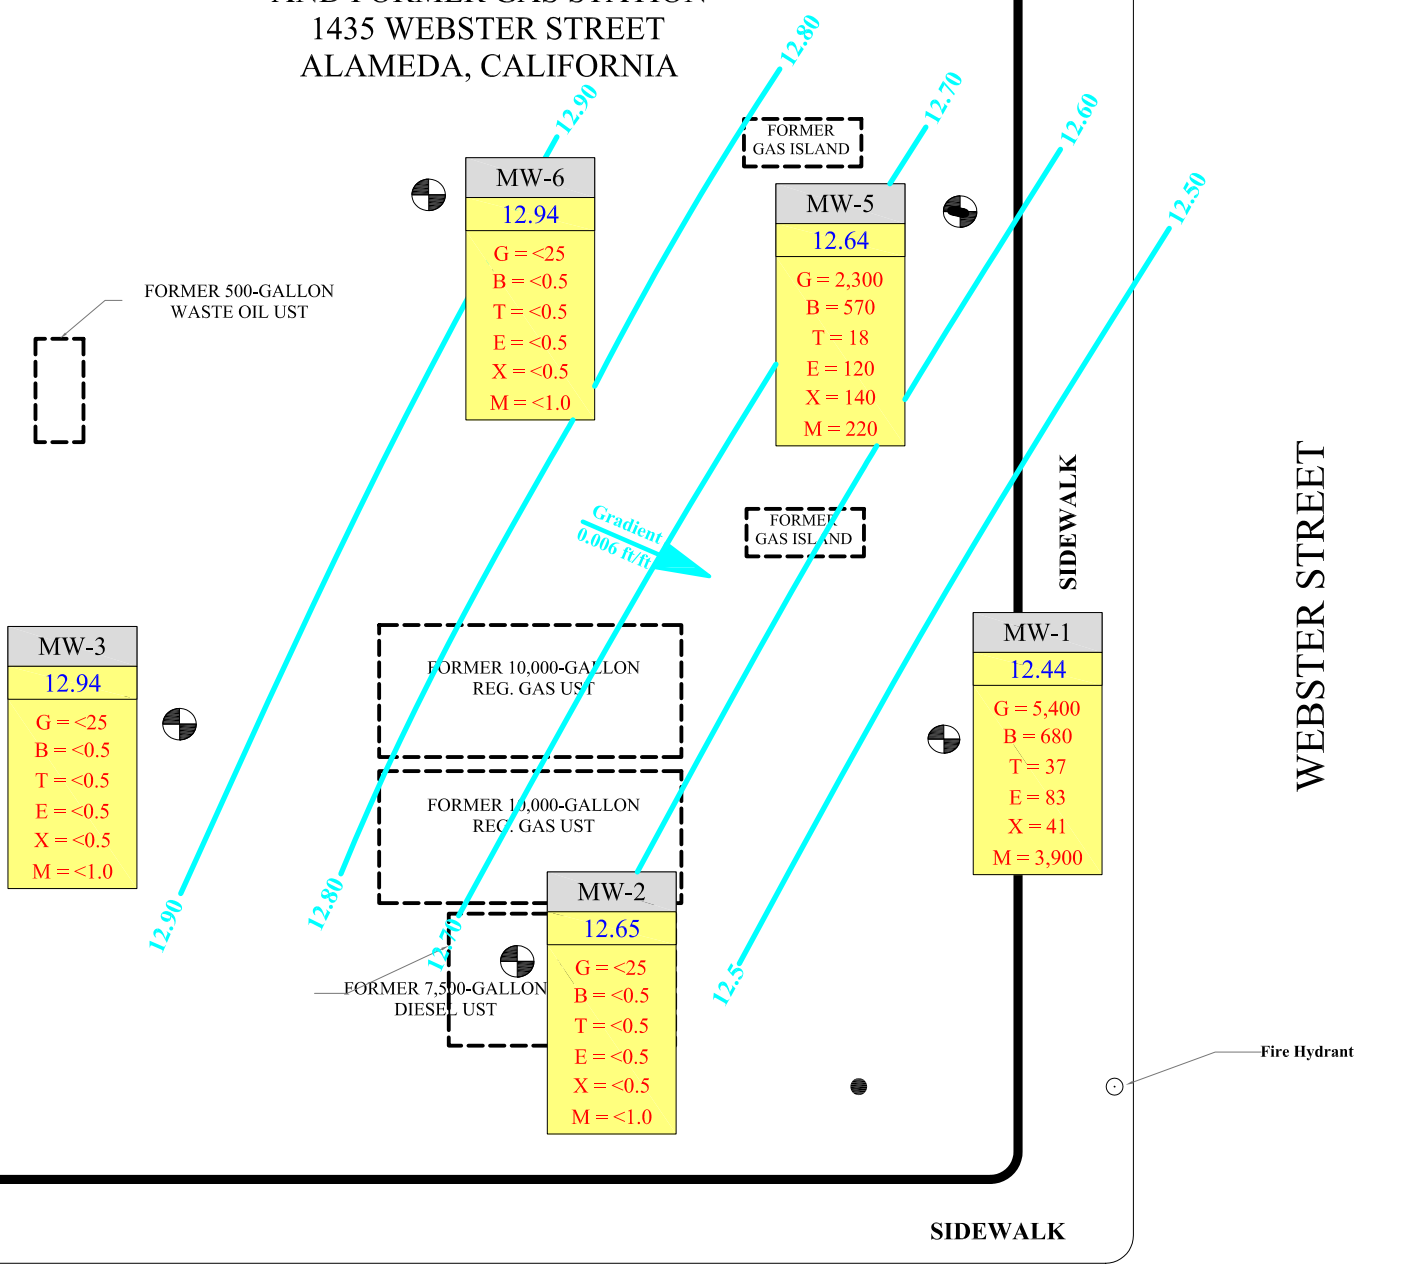 AND FORMER GAS STATION
1435 WEBSTER STREET
ALAMEDA, CALIFORNIA
12.90
12.80
12.70
12.60
12.50
FORMER
GAS ISLAND
MW-6
12.94
G = <25
B = <0.5
T = <0.5
E = <0.5
X = <0.5
M = <1.0
MW-5
12.64
G = 2,300
B = 570
T = 18
E = 120
X = 140
M = 220
FORMER 500-GALLON
WASTE OIL UST
Gradient
0.006 ft/ft
FORMER
GAS ISLAND
SIDEWALK
WEBSTER STREET
MW-3
12.94
G = <25
B = <0.5
T = <0.5
E = <0.5
X = <0.5
M = <1.0
FORMER 10,000-GALLON
REG. GAS UST
FORMER 10,000-GALLON
REG. GAS UST
MW-1
12.44
G = 5,400
B = 680
T = 37
E = 83
X = 41
M = 3,900
12.90
12.80
12.70
12.5
MW-2
12.65
G = <25
B = <0.5
T = <0.5
E = <0.5
X = <0.5
M = <1.0
FORMER 7,500-GALLON
DIESEL UST
Fire Hydrant
SIDEWALK